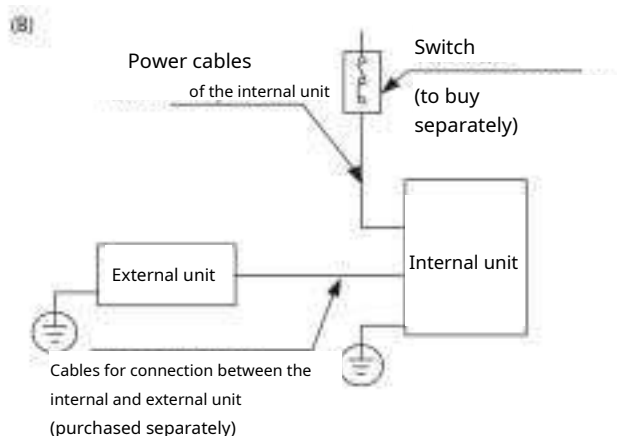 (B)
Power cables
of the internal unit
Switch
(to buy
separately)
External unit
Internal unit
Cables for connection between the
internal and external unit
(purchased separately)